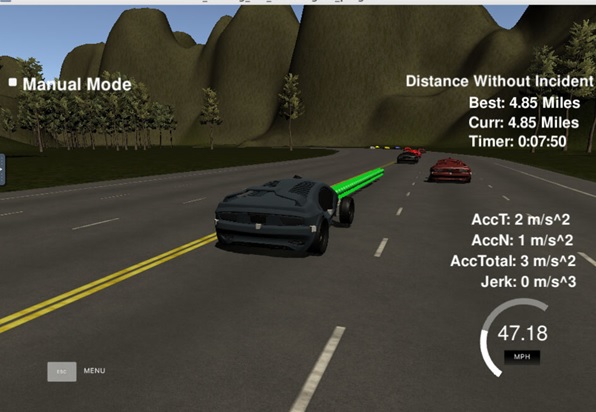 Manual Mode
Distance Without Incident
Best: 4.85 Miles
Curr: 4.85 Miles
Timer: 0:07:50
AccT: 2 m/s^2
AccN: 1 m/s^2
AccTotal: 3 m/s^2
Jerk: 0 m/s^3
47.18
MPH
esc MENU